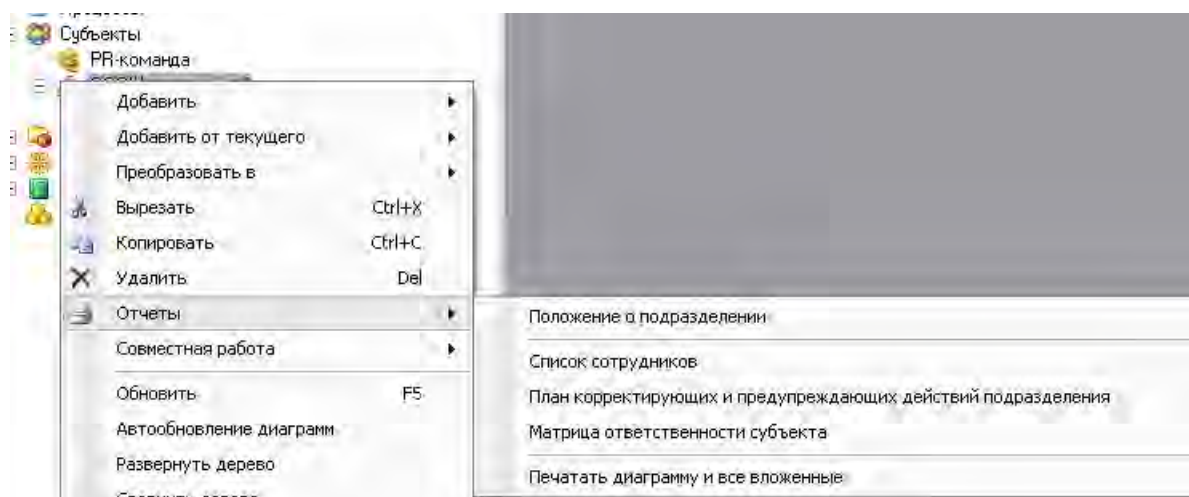 Субъекты
PR-команда
Добавить
Добавить от текущего
Преобразовать в
Вырезать Ctrl+X
Копировать Ctrl+C
Удалить Del
Отчеты
Совместная работа
Обновить F5
Автообновление диаграмм
Развернуть дерево
Положение о подразделении
Список сотрудников
План корректирующих и предупреждающих действий подразделения
Матрица ответственности субъекта
Печатать диаграмму и все вложенные